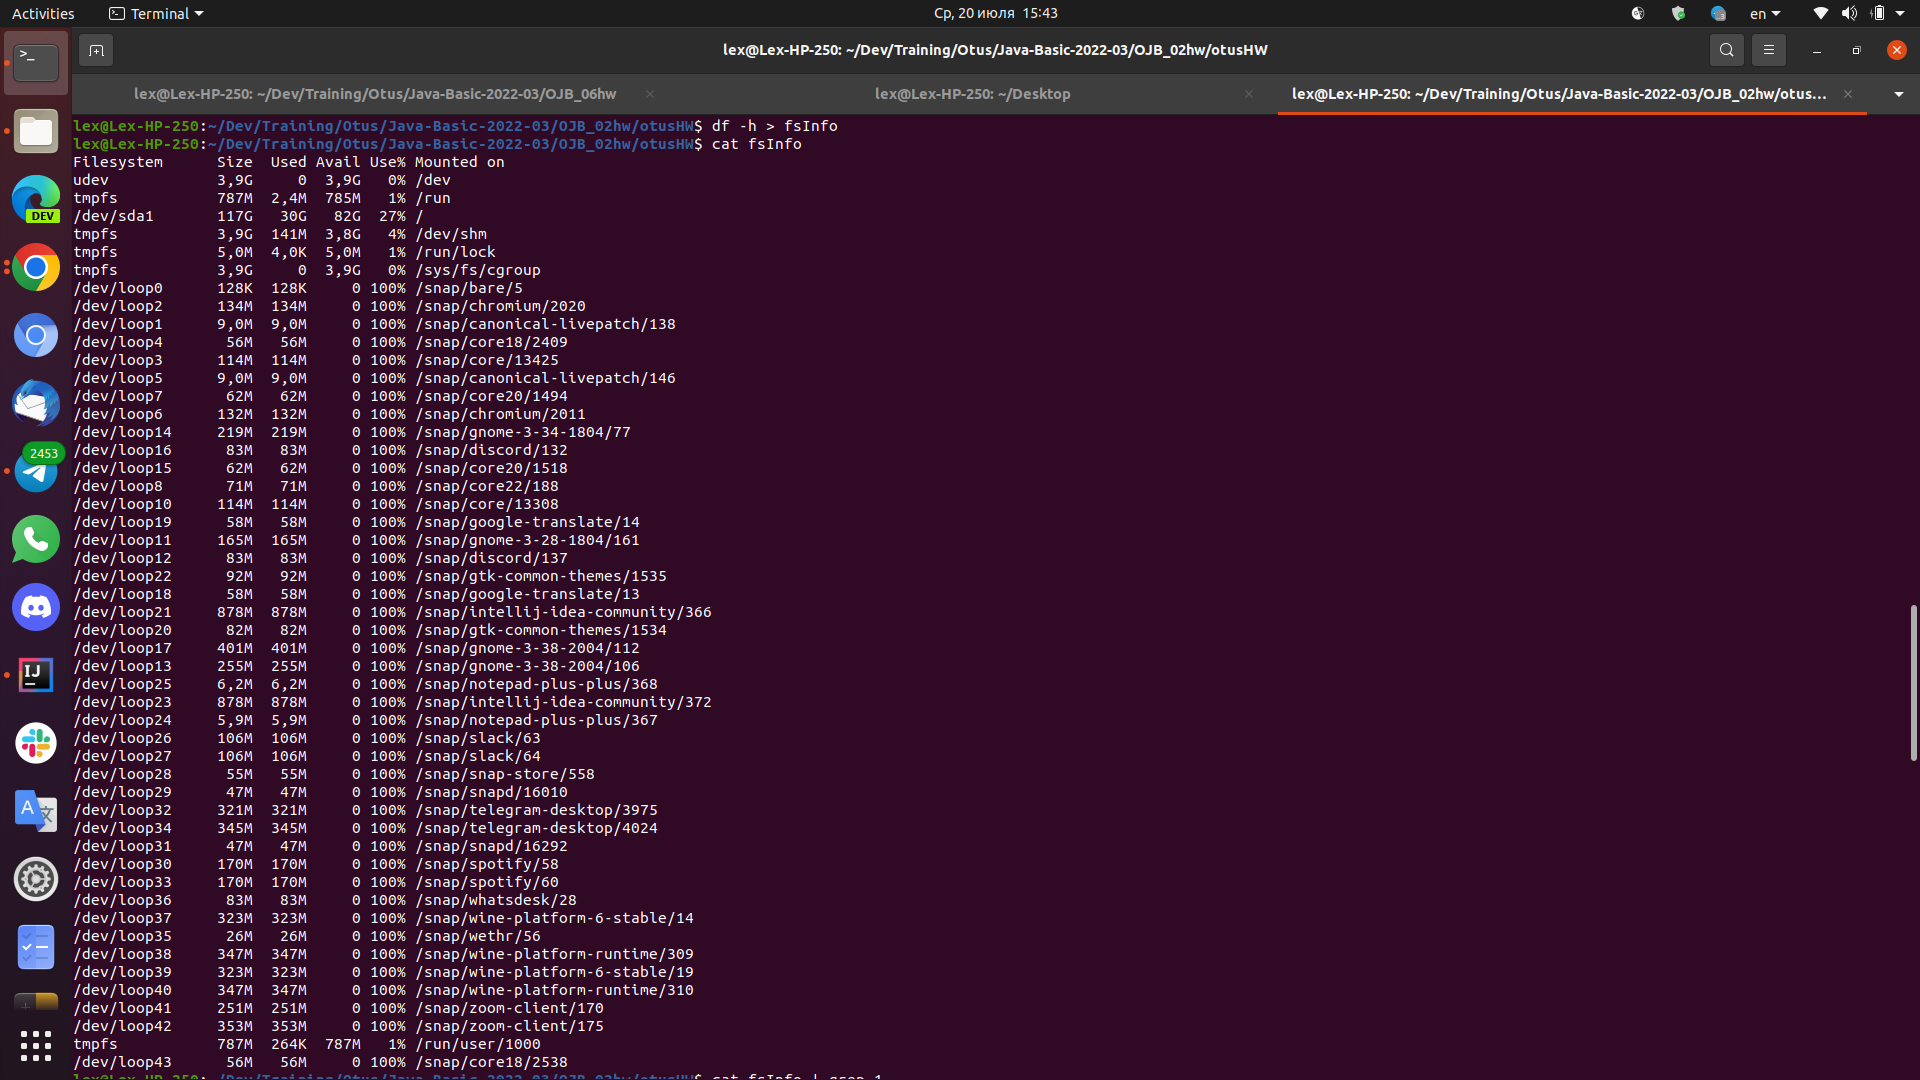 Activities
Terminal
Ср, 20 июля 15:43
en
lex@Lex-HP-250: ~/Dev/Training/Otus/Java-Basic-2022-03/OJB_02hw/otusHW
lex@Lex-HP-250: ~/Dev/Training/Otus/Java-Basic-2022-03/OJB_06hw
lex@Lex-HP-250: ~/Desktop
lex@Lex-HP-250: ~/Dev/Training/Otus/Java-Basic-2022-03/OJB_02hw/otus...
DEV
2453
lex@Lex-HP-250:~/Dev/Training/Otus/Java-Basic-2022-03/OJB_02hw/otusHW$ df -h > fsInfo
lex@Lex-HP-250:~/Dev/Training/Otus/Java-Basic-2022-03/OJB_02hw/otusHW$ cat fsInfo
Filesystem      Size  Used Avail Use% Mounted on
udev            3,9G     0  3,9G   0% /dev
tmpfs           787M  2,4M  785M   1% /run
/dev/sda1       117G   30G   82G  27% /
tmpfs           3,9G  141M  3,8G   4% /dev/shm
tmpfs           5,0M  4,0K  5,0M   1% /run/lock
tmpfs           3,9G     0  3,9G   0% /sys/fs/cgroup
/dev/loop0      128K  128K     0 100% /snap/bare/5
/dev/loop2      134M  134M     0 100% /snap/chromium/2020
/dev/loop1      9,0M  9,0M     0 100% /snap/canonical-livepatch/138
/dev/loop4       56M   56M     0 100% /snap/core18/2409
/dev/loop3      114M  114M     0 100% /snap/core/13425
/dev/loop5      9,0M  9,0M     0 100% /snap/canonical-livepatch/146
/dev/loop7       62M   62M     0 100% /snap/core20/1494
/dev/loop6      132M  132M     0 100% /snap/chromium/2011
/dev/loop14     219M  219M     0 100% /snap/gnome-3-34-1804/77
/dev/loop16      83M   83M     0 100% /snap/discord/132
/dev/loop15      62M   62M     0 100% /snap/core20/1518
/dev/loop8       71M   71M     0 100% /snap/core22/188
/dev/loop10     114M  114M     0 100% /snap/core/13308
/dev/loop19      58M   58M     0 100% /snap/google-translate/14
/dev/loop11     165M  165M     0 100% /snap/gnome-3-28-1804/161
/dev/loop12      83M   83M     0 100% /snap/discord/137
/dev/loop22      92M   92M     0 100% /snap/gtk-common-themes/1535
/dev/loop18      58M   58M     0 100% /snap/google-translate/13
/dev/loop21     878M  878M     0 100% /snap/intellij-idea-community/366
/dev/loop20      82M   82M     0 100% /snap/gtk-common-themes/1534
/dev/loop17     401M  401M     0 100% /snap/gnome-3-38-2004/112
/dev/loop13     255M  255M     0 100% /snap/gnome-3-38-2004/106
/dev/loop25     6,2M  6,2M     0 100% /snap/notepad-plus-plus/368
/dev/loop23     878M  878M     0 100% /snap/intellij-idea-community/372
/dev/loop24     5,9M  5,9M     0 100% /snap/notepad-plus-plus/367
/dev/loop26     106M  106M     0 100% /snap/slack/63
/dev/loop27     106M  106M     0 100% /snap/slack/64
/dev/loop28      55M   55M     0 100% /snap/snap-store/558
/dev/loop29      47M   47M     0 100% /snap/snapd/16010
/dev/loop32     321M  321M     0 100% /snap/telegram-desktop/3975
/dev/loop34     345M  345M     0 100% /snap/telegram-desktop/4024
/dev/loop31      47M   47M     0 100% /snap/snapd/16292
/dev/loop30     170M  170M     0 100% /snap/spotify/58
/dev/loop33     170M  170M     0 100% /snap/spotify/60
/dev/loop36      83M   83M     0 100% /snap/whatsdesk/28
/dev/loop37     323M  323M     0 100% /snap/wine-platform-6-stable/14
/dev/loop35      26M   26M     0 100% /snap/wethr/56
/dev/loop38     347M  347M     0 100% /snap/wine-platform-runtime/309
/dev/loop39     323M  323M     0 100% /snap/wine-platform-6-stable/19
/dev/loop40     347M  347M     0 100% /snap/wine-platform-runtime/310
/dev/loop41     251M  251M     0 100% /snap/zoom-client/170
/dev/loop42     353M  353M     0 100% /snap/zoom-client/175
tmpfs           787M  264K  787M   1% /run/user/1000
/dev/loop43      56M   56M     0 100% /snap/core18/2538
lex@Lex-HP-250:~/Dev/Training/Otus/Java-Basic-2022-03/OJB_02hw/otusHW$ cat fsInfo | grep 1